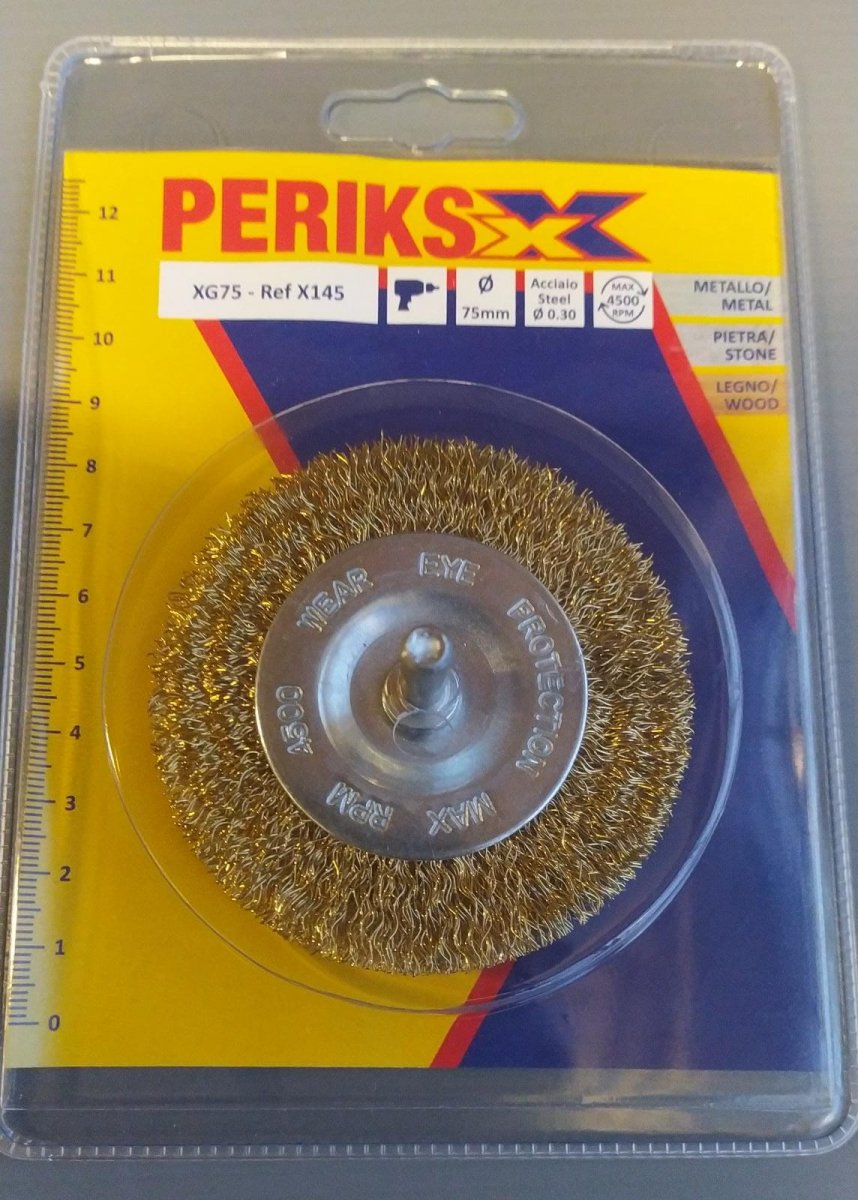 PERIKS X
XG75 - Ref X145
Ø
75mm
Acciaio
Steel
Ø 0.30
MAX
4500
RPM
METALLO/
METAL
PIETRA/
STONE
LEGNO/
WOOD
12
11
10
9
8
7
6
5
4
3
2
1
0
WEAR EYE PROTECTION
MAX RPM 4500